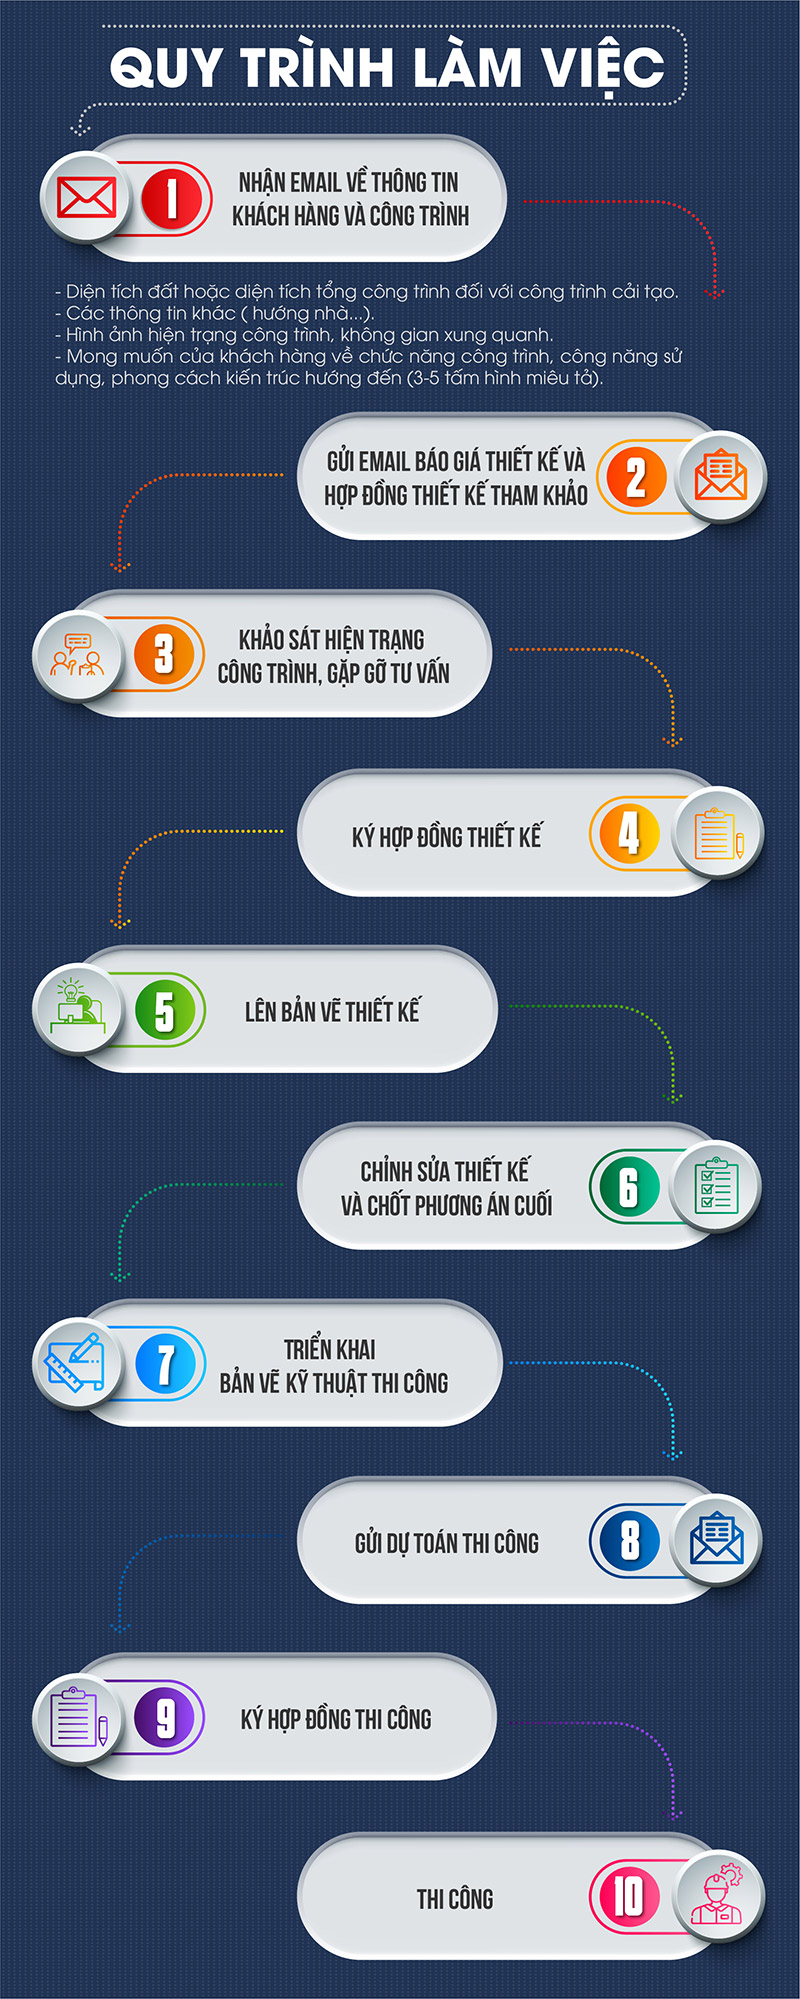 QUY TRÌNH LÀM VIỆC
1
NHẬN EMAIL VỀ THÔNG TIN
KHÁCH HÀNG VÀ CÔNG TRÌNH
- Diện tích đất hoặc diện tích tổng công trình đối với công trình cải tạo.
- Các thông tin khác ( hướng nhà...).
- Hình ảnh hiện trạng công trình, không gian xung quanh.
- Mong muốn của khách hàng về chức năng công trình, công năng sử
dụng, phong cách kiến trúc hướng đến (3-5 tấm hình miêu tả).
GỬI EMAIL BÁO GIÁ THIẾT KẾ VÀ
HỢP ĐỒNG THIẾT KẾ THAM KHẢO
2
3
KHẢO SÁT HIỆN TRẠNG
CÔNG TRÌNH, GẶP GỠ TƯ VẤN
KÝ HỢP ĐỒNG THIẾT KẾ
4
5
LÊN BẢN VẼ THIẾT KẾ
CHỈNH SỬA THIẾT KẾ
VÀ CHỐT PHƯƠNG ÁN CUỐI
6
7
TRIỂN KHAI
BẢN VẼ KỸ THUẬT THI CÔNG
GỬI DỰ TOÁN THI CÔNG
8
9
KÝ HỢP ĐỒNG THI CÔNG
THI CÔNG
10